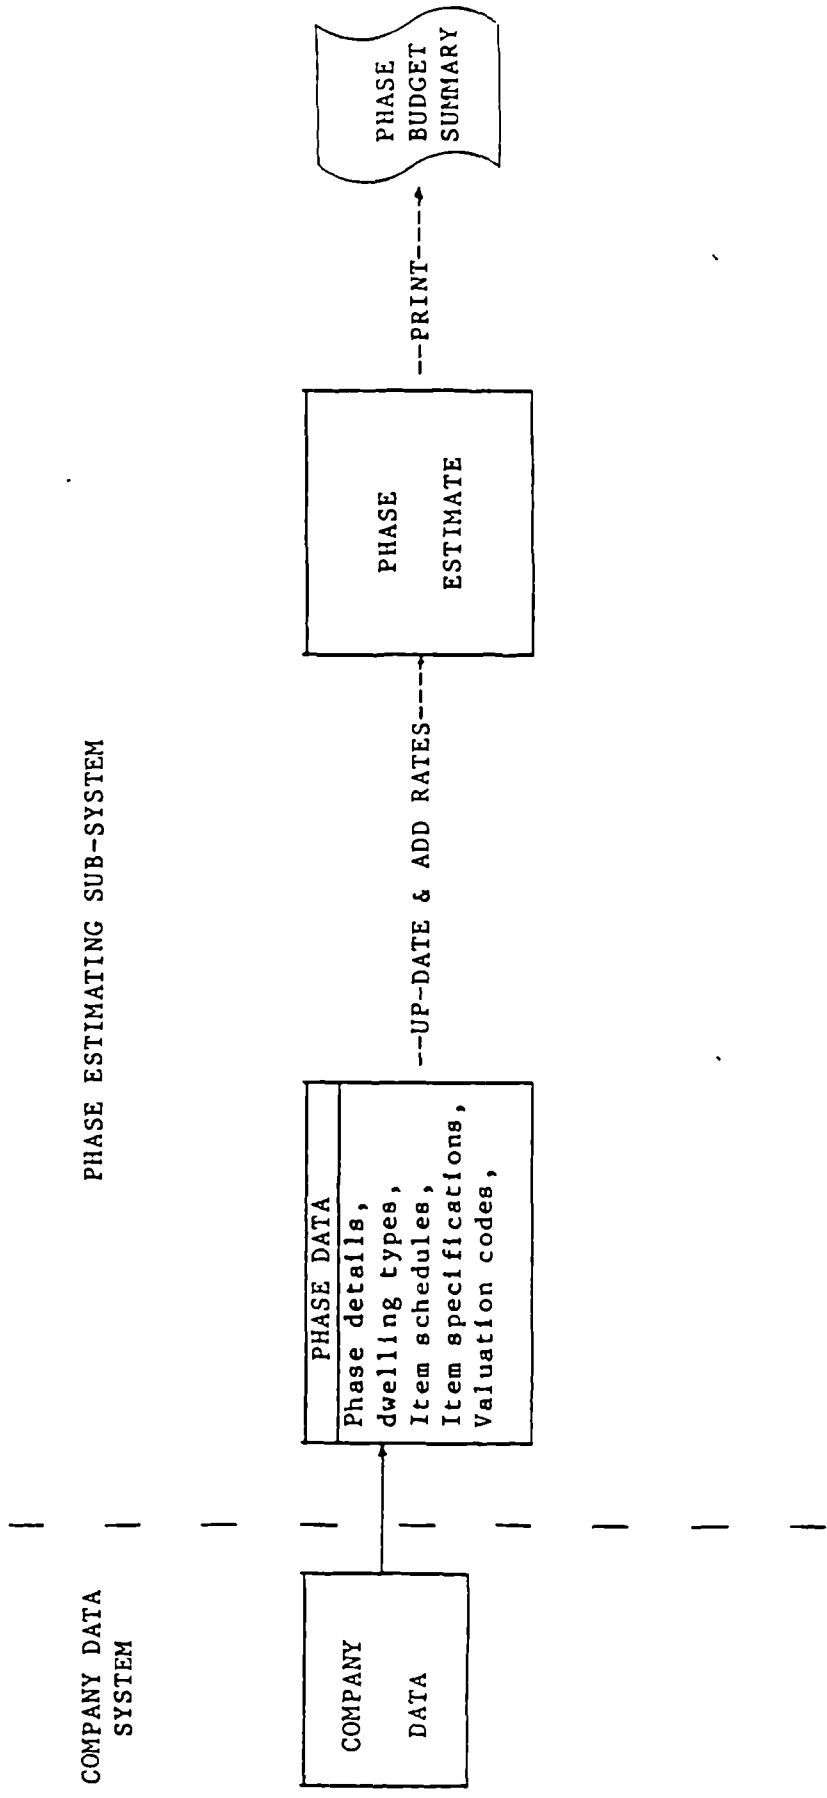 COMPANY DATA
SYSTEM
PHASE ESTIMATING SUB-SYSTEM
COMPANY
DATA
PHASE DATA
Phase details,
dwelling types,
Item schedules,
Item specifications,
Valuation codes,
--UP-DATE & ADD RATES-----
PHASE
ESTIMATE
--PRINT-----
PHASE
BUDGET
SUMMARY